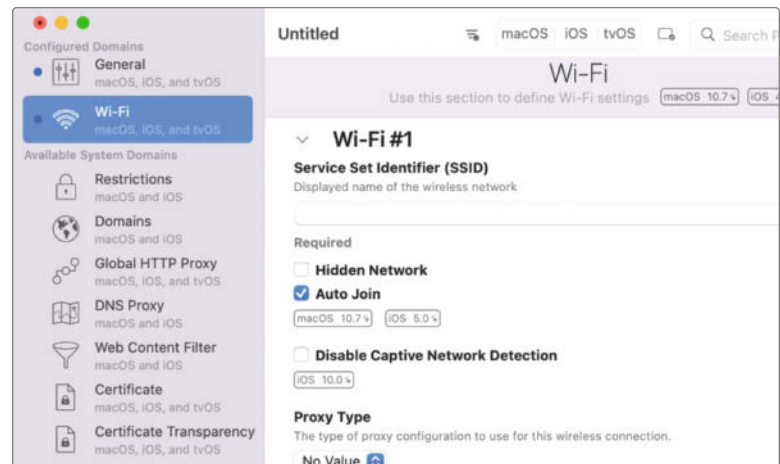 Configured Domains
General
macOS, iOS, and tvOS
Wi-Fi
macOS, iOS, and tvOS
Available System Domains
Restrictions
macOS and iOS
Domains
macOS and iOS
Global HTTP Proxy
macOS, iOS, and tvOS
DNS Proxy
macOS and iOS
Web Content Filter
macOS and iOS
Certificate
macOS, iOS, and tvOS
Certificate Transparency
macOS, iOS, and tvOS
Untitled macOS iOS tvOS Search
Wi-Fi
Use this section to define Wi-Fi settings macOS 10.7 iOS
Wi-Fi #1
Service Set Identifier (SSID)
Displayed name of the wireless network
Required
Hidden Network
Auto Join
macOS 10.7 iOS 5.0
Disable Captive Network Detection
iOS 10.0
Proxy Type
The type of proxy configuration to use for this wireless connection.
No Value